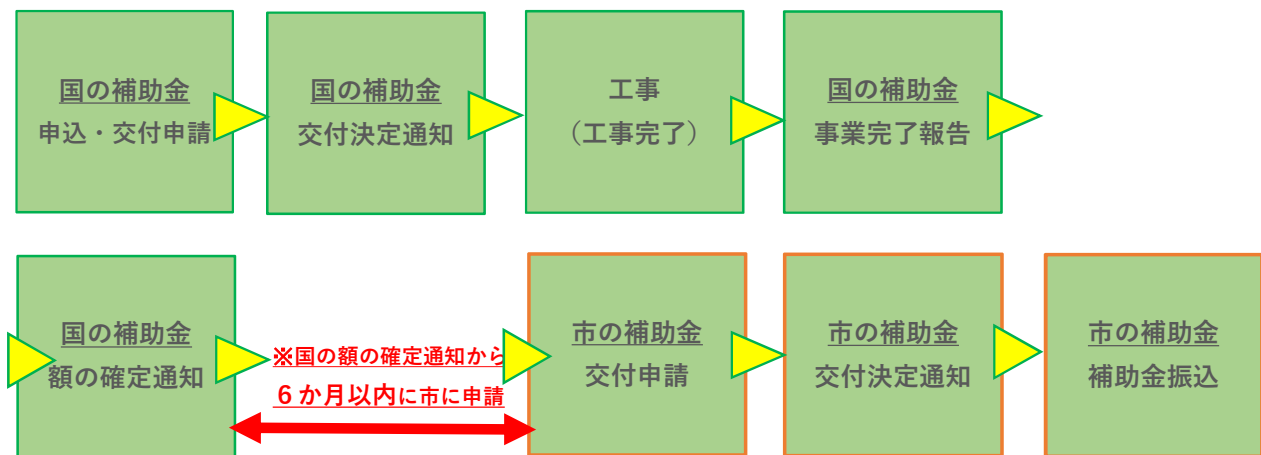 国の補助金
申込・交付申請
国の補助金
交付決定通知
工事
（工事完了）
国の補助金
事業完了報告
国の補助金
額の確定通知
※国の額の確定通知から
６か月以内に市に申請
市の補助金
交付申請
市の補助金
交付決定通知
市の補助金
補助金振込